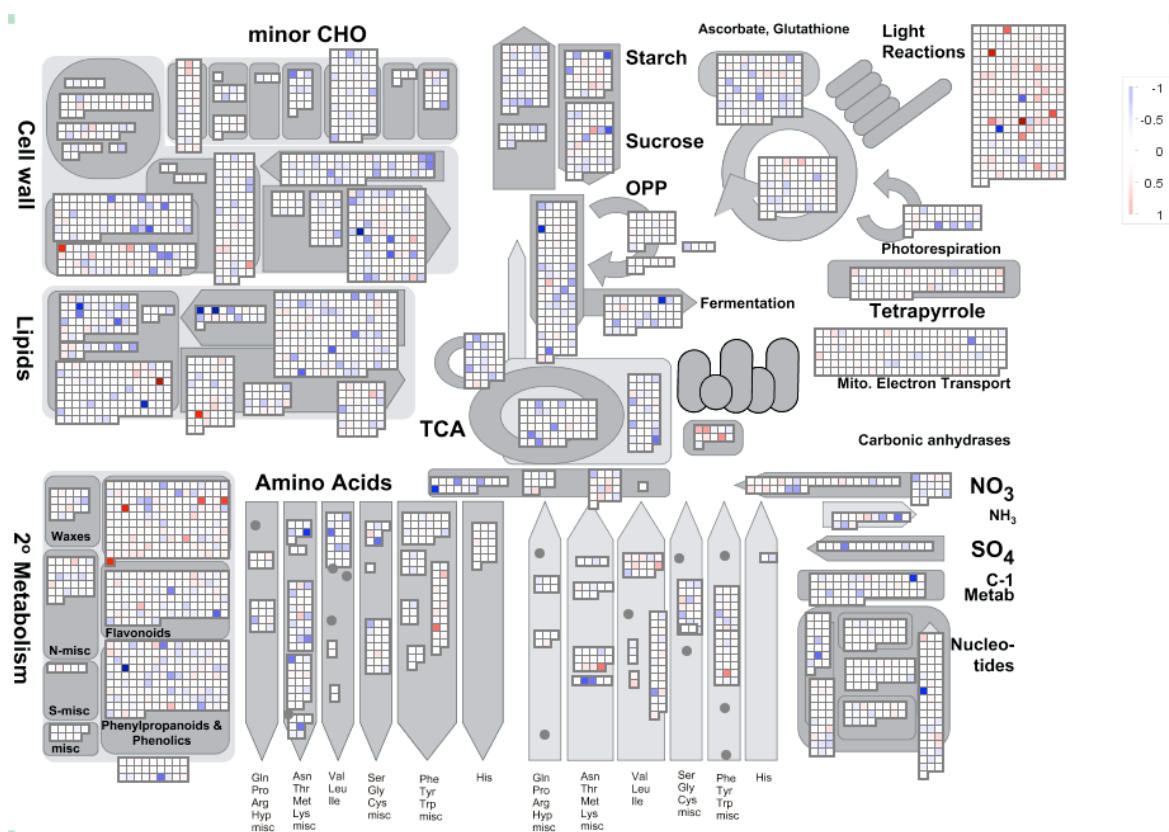 minor CHO
Cell wall
Lipids
2º Metabolism
Waxes
N-misc
S-misc
misc
Flavonoids
Phenylpropanoids &
Phenolics
Starch
Sucrose
OPP
Fermentation
TCA
Ascorbate, Glutathione
Light
Reactions
Photorespiration
Tetrapyrrole
Mito. Electron Transport
Carbonic anhydrases
Amino Acids
NO3
NH3
SO4
C-1
Metab
Nucleo-
tides
-1
-0.5
0
0.5
1
Gln
Pro
Arg
Hyp
misc
Asn
Thr
Met
Lys
misc
Val
Leu
Ile
Ser
Gly
Cys
misc
Phe
Tyr
Trp
misc
His
Gln
Pro
Arg
Hyp
misc
Asn
Thr
Met
Lys
misc
Val
Leu
Ile
Ser
Gly
Cys
misc
Phe
Tyr
Trp
misc
His